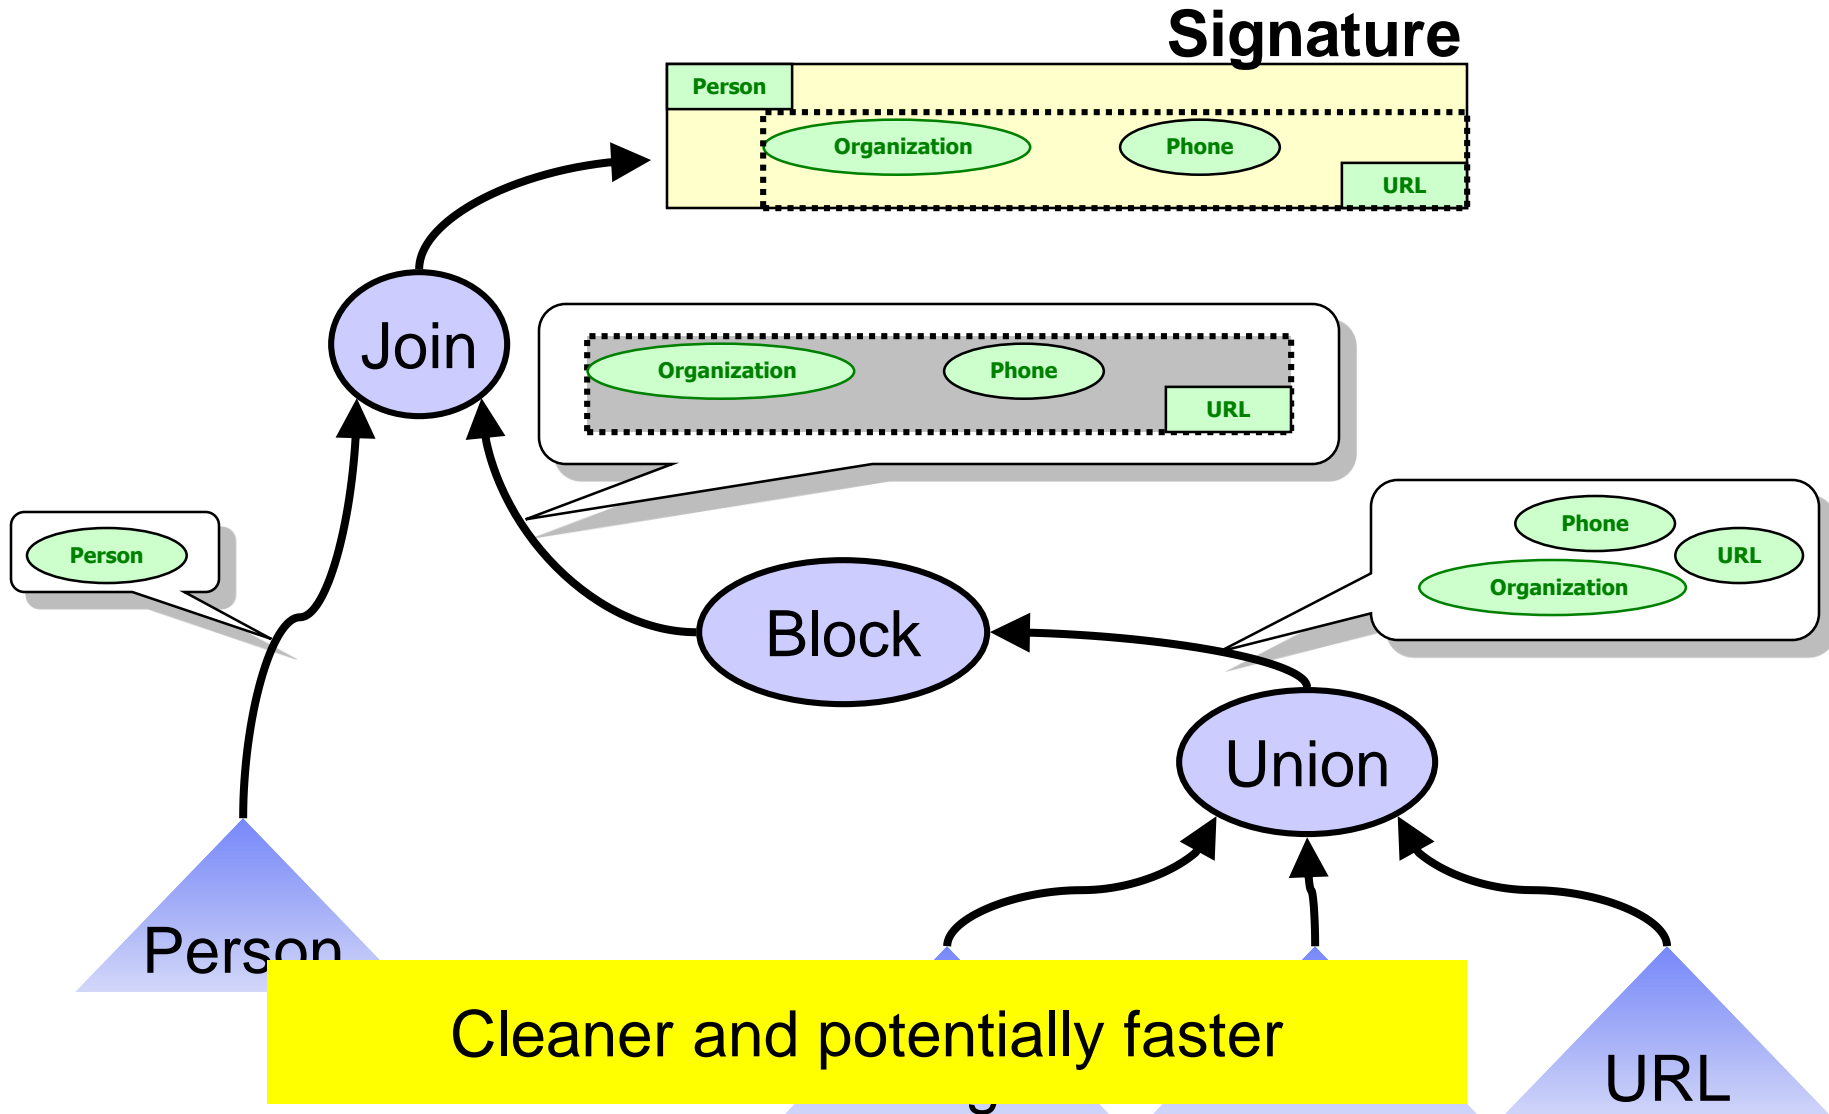 Signature
Person
Organization
Phone
URL
Join
Organization
Phone
URL
Person
Phone
URL
Organization
Block
Union
Person
Cleaner and potentially faster
URL